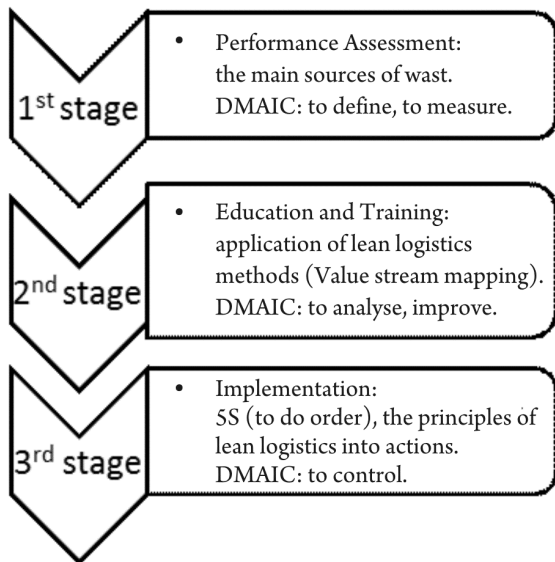 1st stage
• Performance Assessment:
the main sources of wast.
DMAIC: to define, to measure.
2nd stage
• Education and Training:
application of lean logistics
methods (Value stream mapping).
DMAIC: to analyse, improve.
3rd stage
• Implementation:
5S (to do order), the principles of
lean logistics into actions.
DMAIC: to control.